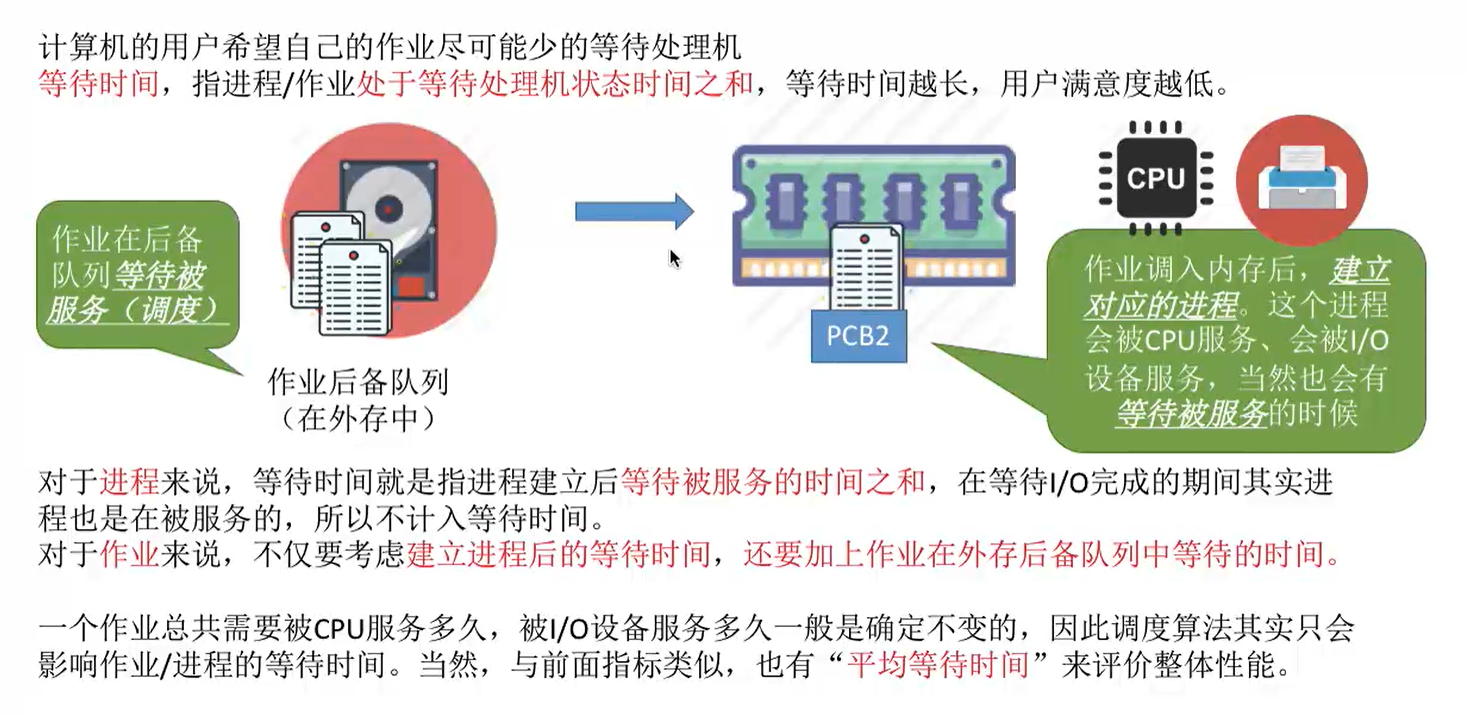 计算机的用户希望自己的作业尽可能少的等待处理机
等待时间，指进程/作业处于等待处理机状态时间之和，等待时间越长，用户满意度越低。
作业在后备
队列等待被
服务（调度）
作业后备队列
（在外存中）
PCB2
CPU
作业调入内存后，建立
对应的进程。这个进程
会被CPU服务、会被I/O
设备服务，当然也会有
等待被服务的时候
对于进程来说，等待时间就是指进程建立后等待被服务的时间之和，在等待I/O完成的期间其实进
程也是在被服务的，所以不计入等待时间。
对于作业来说，不仅要考虑建立进程后的等待时间，还要加上作业在外存后备队列中等待的时间。
一个作业总共需要被CPU服务多久，被I/O设备服务多久一般是确定不变的，因此调度算法其实只会
影响作业/进程的等待时间。当然，与前面指标类似，也有“平均等待时间”来评价整体性能。